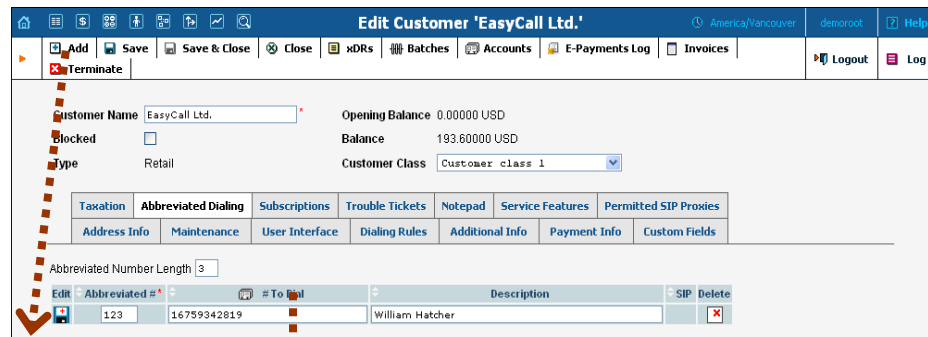 Edit Customer 'EasyCall Ltd.' America/Vancouver demoroot Help
Add Save Save & Close Close xDRs Batches Accounts E-Payments Log Invoices Logout Log
Terminate
Customer Name EasyCall Ltd. * Opening Balance 0.00000 USD
Blocked Balance 193.60000 USD
Type Retail Customer Class Customer class 1
Taxation Abbreviated Dialing Subscriptions Trouble Tickets Notepad Service Features Permitted SIP Proxies
Address Info Maintenance User Interface Dialing Rules Additional Info Payment Info Custom Fields
Abbreviated Number Length 3
Edit Abbreviated #* # To Dial Description SIP Delete
123 16759342819 William Hatcher